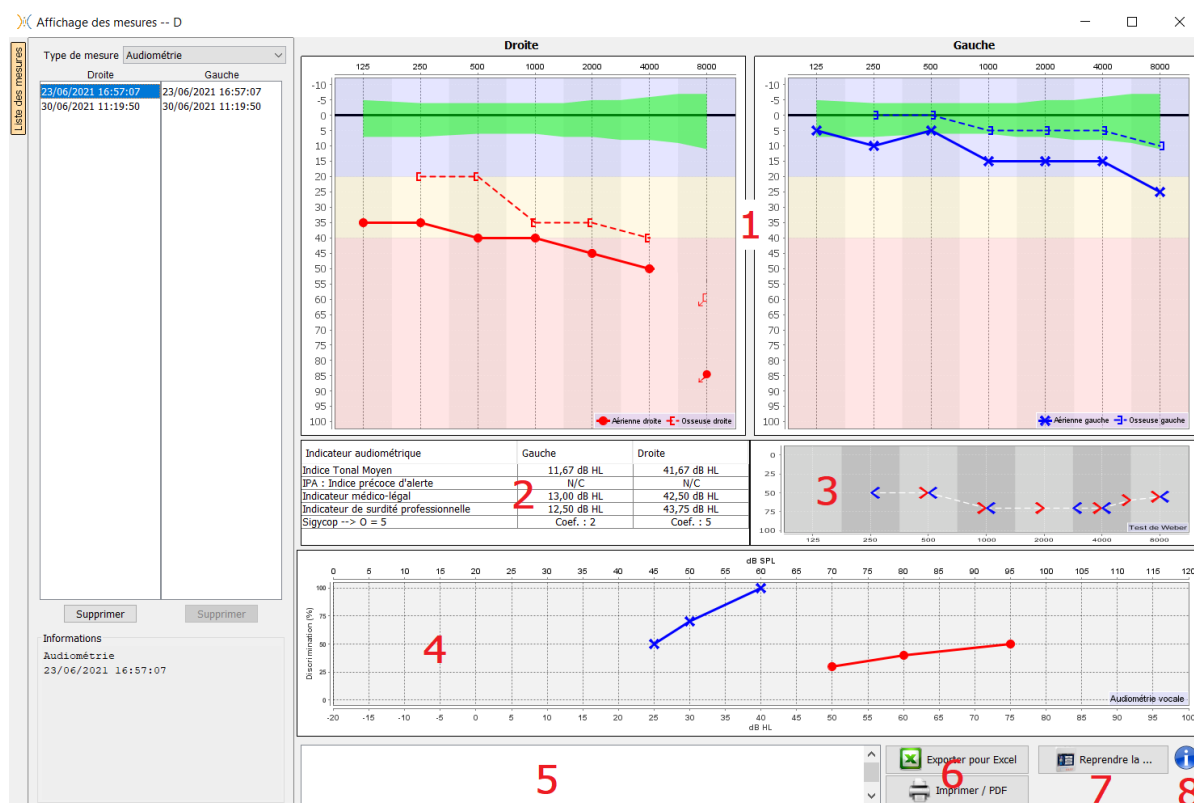 Affichage des mesures -- D
Liste des mesures
Type de mesure Audiométrie
Droite Gauche
23/06/2021 16:57:07 23/06/2021 16:57:07
30/06/2021 11:19:50 30/06/2021 11:19:50
Supprimer Supprimer
Informations
Audiométrie
23/06/2021 16:57:07
Droite
125 250 500 1000 2000 4000 8000
-10
-5
0
5
10
15
20
25
30
35
40
45
50
55
60
65
70
75
80
85
90
95
100
Aérienne droite Osseuse droite
1
Gauche
125 250 500 1000 2000 4000 8000
-10
-5
0
5
10
15
20
25
30
35
40
45
50
55
60
65
70
75
80
85
90
95
100
Aérienne gauche Osseuse gauche
Indicateur audiométrique Gauche Droite
Indice Tonal Moyen 11,67 dB HL 41,67 dB HL
IPA : Indice précoce d'alerte N/C N/C
Indicateur médico-légal 13,00 dB HL 42,50 dB HL
Indicateur de surdité professionnelle 12,50 dB HL 43,75 dB HL
Sigycop --> O = 5 Coef. : 2 Coef. : 5
2
0
25
50
75
100
3
Test de Weber
125 250 500 1000 2000 4000 8000
dB SPL
0 5 10 15 20 25 30 35 40 45 50 55 60 65 70 75 80 85 90 95 100 105 110 115 120
Discrimination (%)
100
75
50
25
0
4
Audiométrie vocale
-20 -15 -10 -5 0 5 10 15 20 25 30 35 40 45 50 55 60 65 70 75 80 85 90 95 100
dB HL
5
Exporter pour Excel
6
Imprimer / PDF
Reprendre la ...
7
8